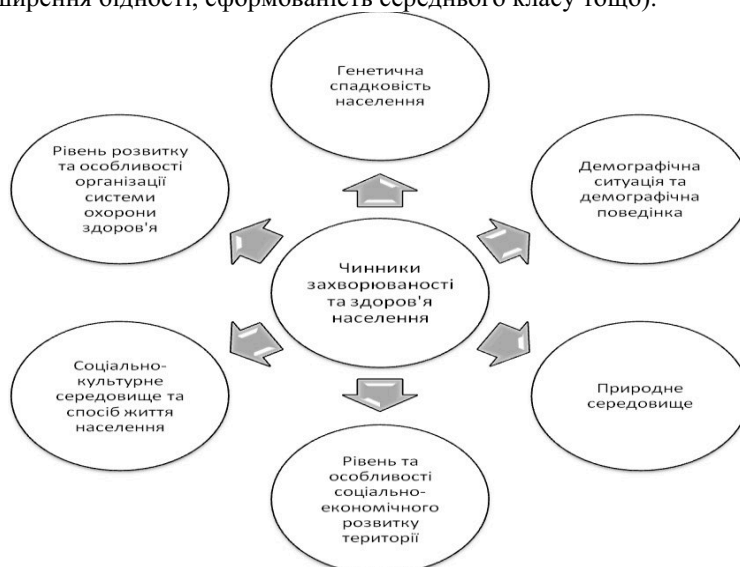 ширення бідності, сформованість середнього класу тощо).
Генетична
спадковість
населення
Рівень розвитку
та особливості
організації
системи
охорони
здоров'я
Демографічна
ситуація та
демографічна
поведінка
Чинники
захворюваності
та здоров'я
населення
Соціально-
культурне
середовище та
спосіб життя
населення
Природне
середовище
Рівень та
особливості
соціально-
економічного
розвитку
території